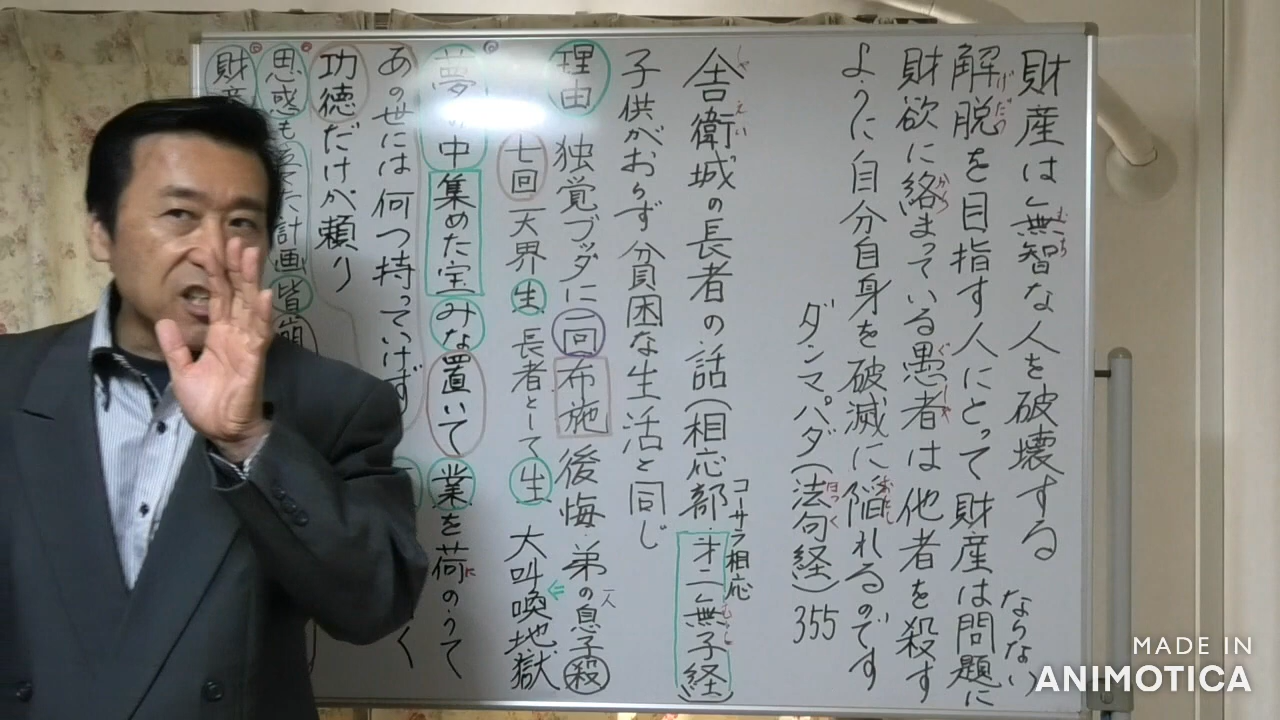 財産は無智な人を破壊する
解脱を目指す人にとって財産は問題にならない
財欲に絡まっている愚者は他者を殺す
ように自分自身を破滅に陥れるのです
ダンマパダ(法句経)355
舎衛城の長者の話(相応部・コーサラ相応 才二無子経)
子供がおらず貧困な生活と同じ
理由 独覚ブッダに一回布施 後悔・弟の一人息子殺
七回 天界生 長者として生 大叫喚地獄
夢の中集めた宝みな置いて業を荷のうて
あの世には何一つ持っていけず
く
功徳だけが頼り
思惑も 計画皆崩
財産
MADE IN
ANIMOTICA